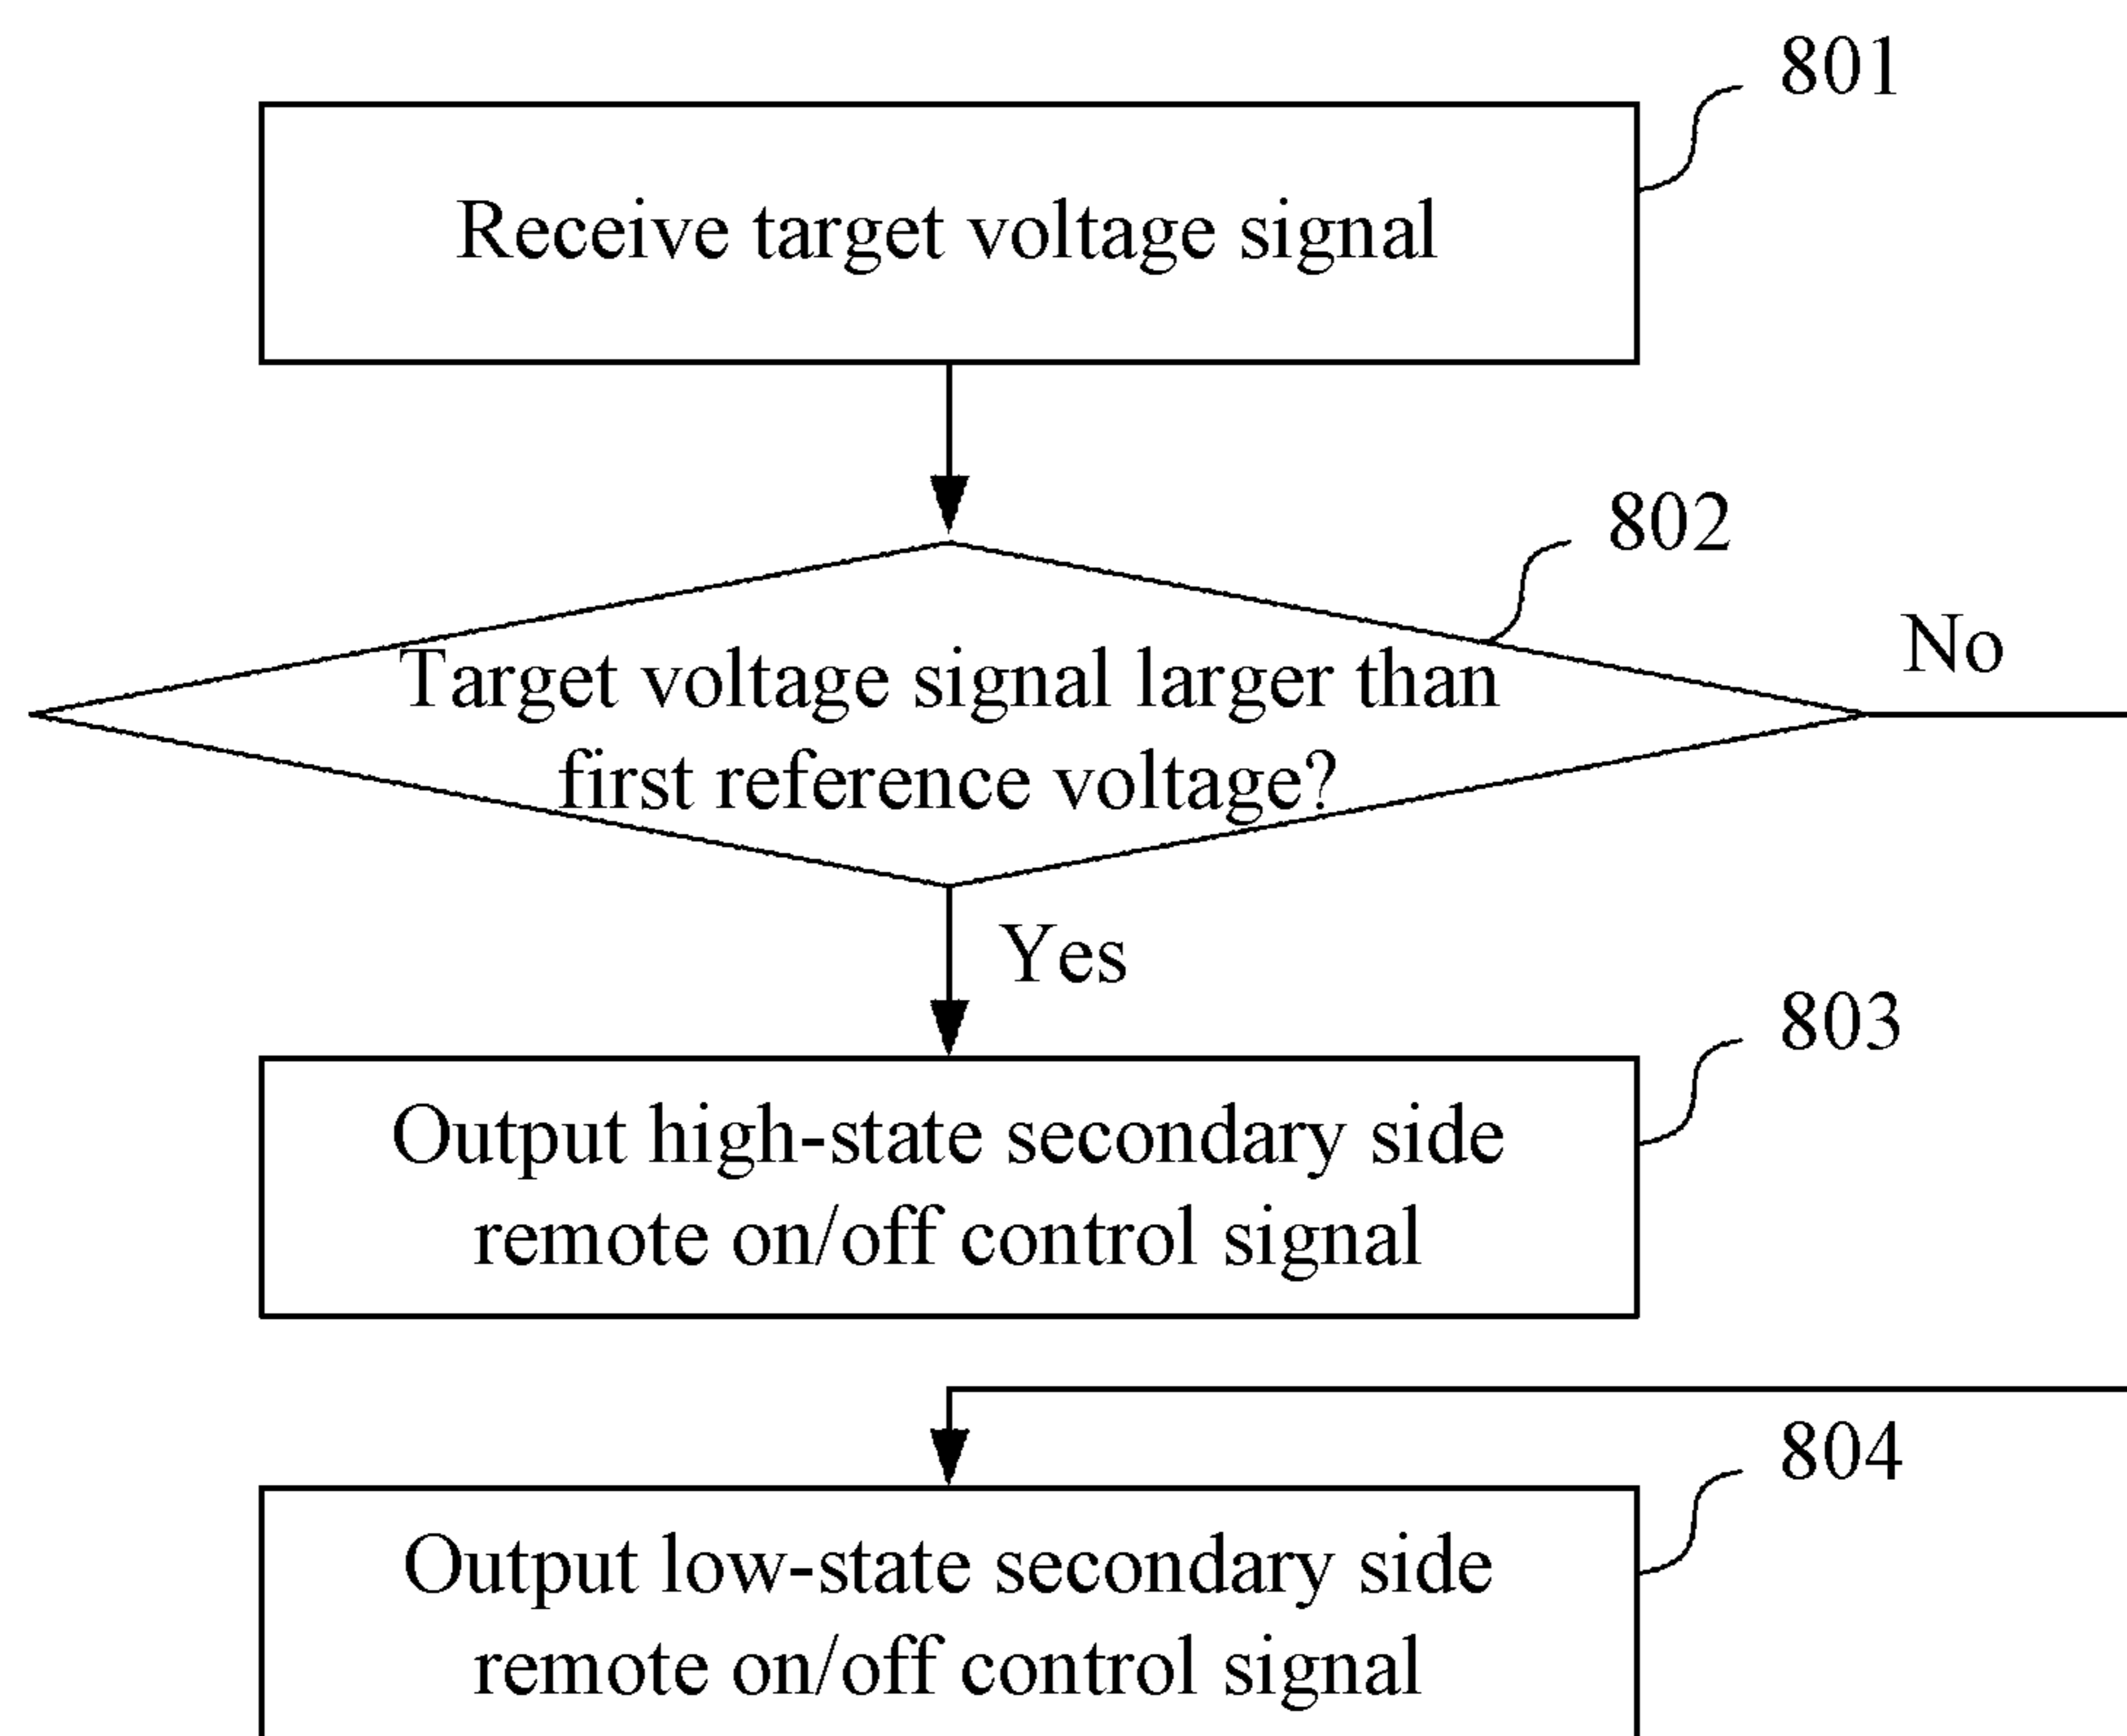 801
Receive target voltage signal
802
Target voltage signal larger than
first reference voltage?
No
Yes
803
Output high-state secondary side
remote on/off control signal
804
Output low-state secondary side
remote on/off control signal